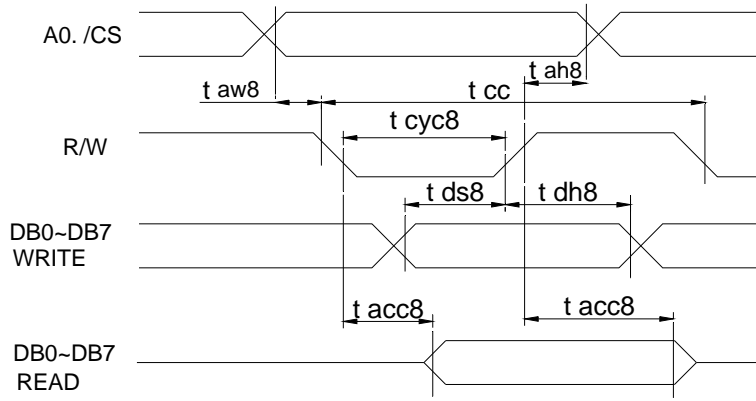 A0. /CS
t aw8
t ah8
t cc
R/W
t cyc8
t ds8
t dh8
DB0~DB7
WRITE
t acc8
t acc8
DB0~DB7
READ